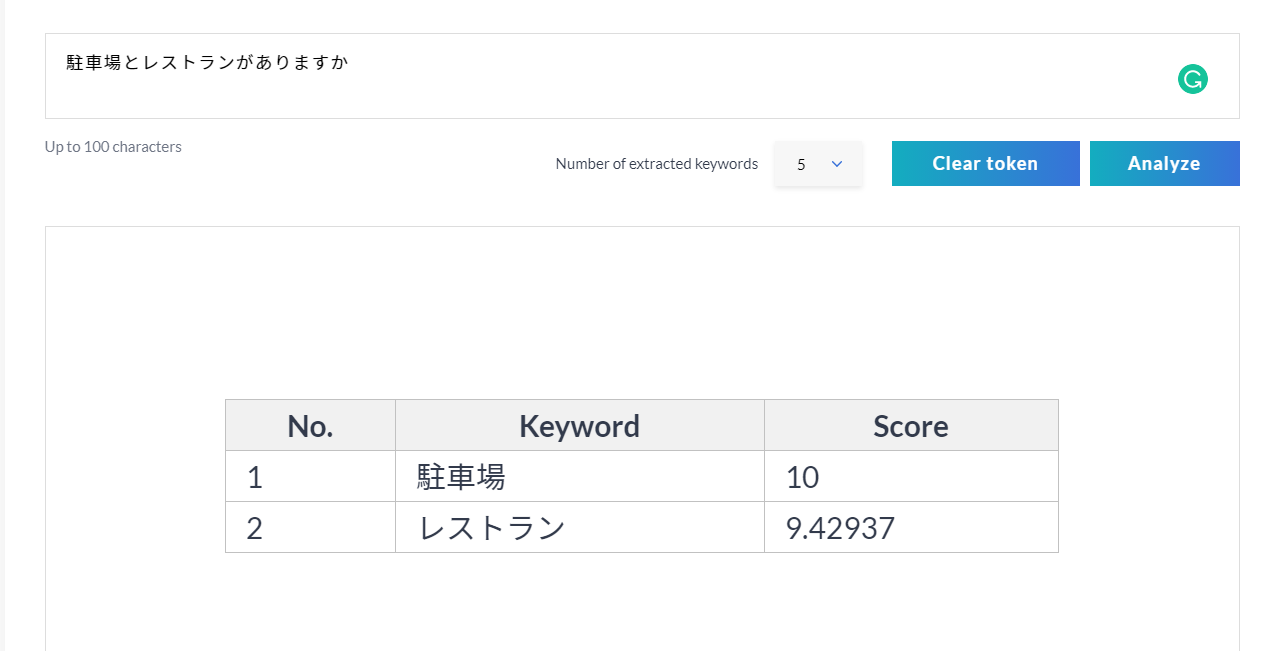 駐車場とレストランがありますか
Up to 100 characters
Number of extracted keywords 5 Clear token Analyze
No. Keyword Score
1 駐車場 10
2 レストラン 9.42937